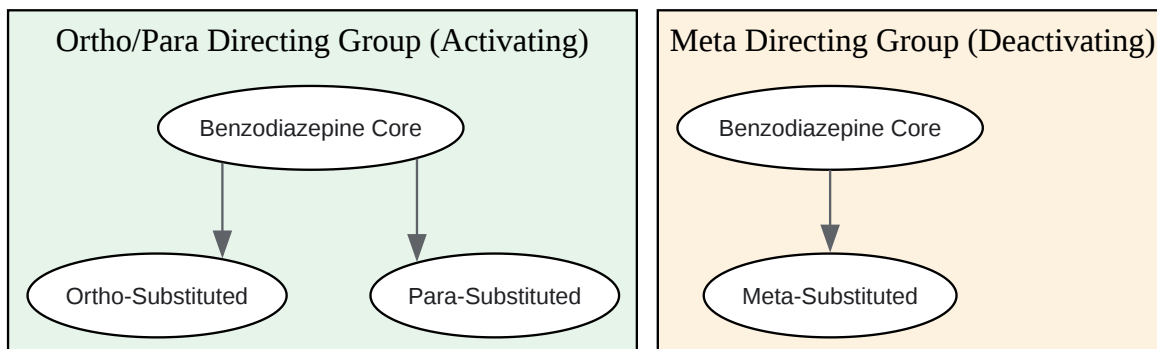 Ortho/Para Directing Group (Activating)
Benzodiazepine Core
Ortho-Substituted
Para-Substituted
Meta Directing Group (Deactivating)
Benzodiazepine Core
Meta-Substituted